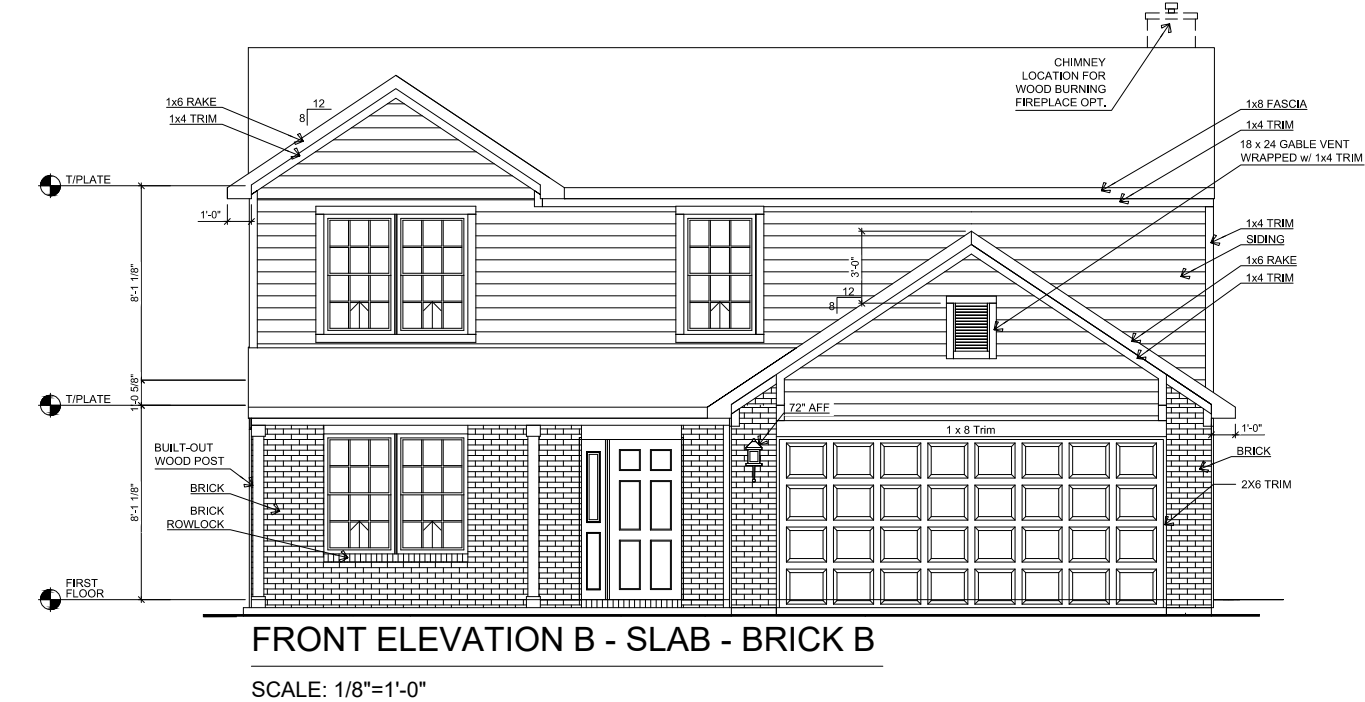 CHIMNEY
LOCATION FOR
WOOD BURNING
FIREPLACE OPT.
1x6 RAKE
1x4 TRIM
12
8
1x8 FASCIA
1x4 TRIM
18 x 24 GABLE VENT
WRAPPED w/ 1x4 TRIM
T/PLATE
1'-0"
8'-1 1/8"
3'-0"
12
8
1x4 TRIM
SIDING
1x6 RAKE
1x4 TRIM
T/PLATE
1'-0 5/8"
72" AFF
1 x 8 Trim
1'-0"
BUILT-OUT
WOOD POST
BRICK
BRICK
ROWLOCK
8'-1 1/8"
BRICK
2X6 TRIM
FIRST
FLOOR
FRONT ELEVATION B - SLAB - BRICK B
SCALE: 1/8"=1'-0"